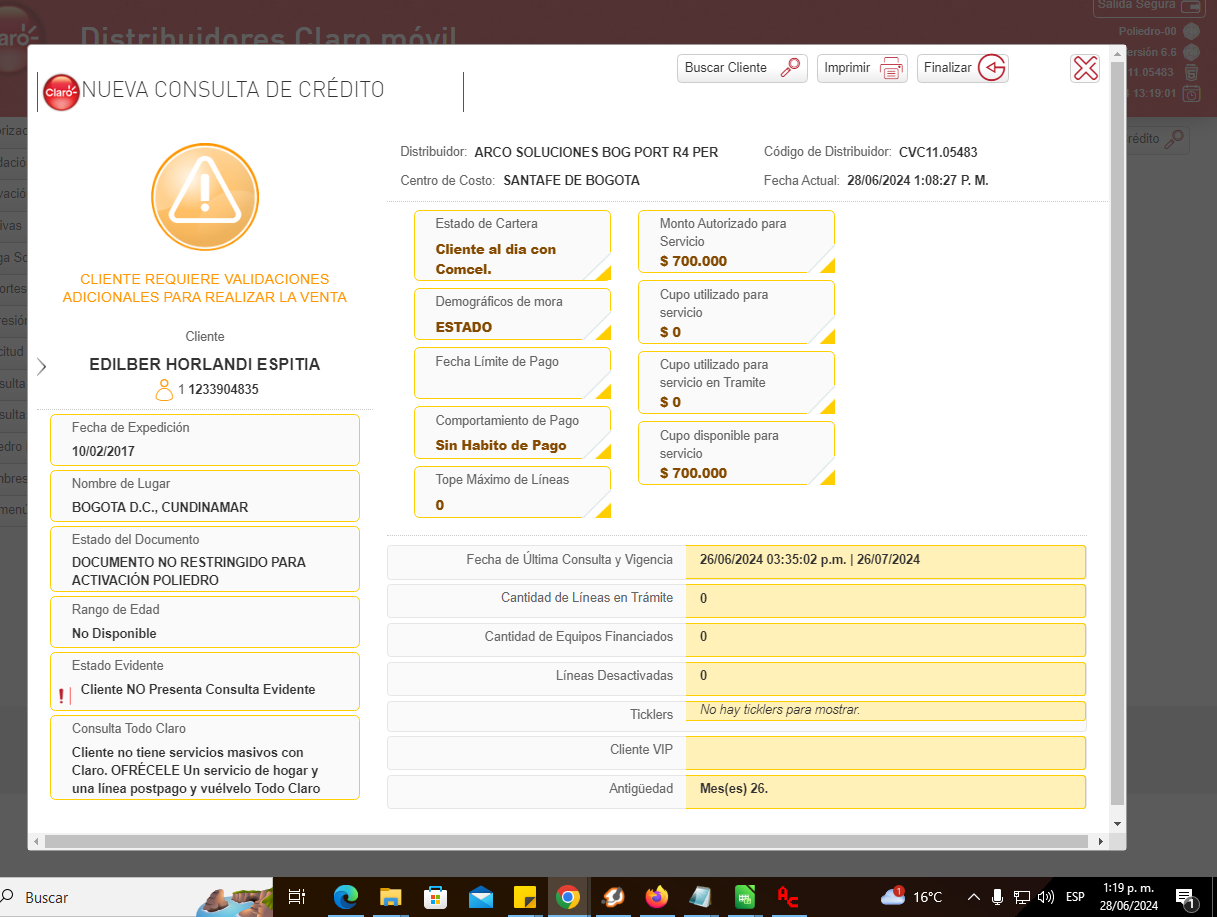 Distribuidores Claro móvil
Salida Segura
Poliedro-00
ersión 6.6
11.05483
13:19:01
rédito
Claro
NUEVA CONSULTA DE CRÉDITO
Buscar Cliente
Imprimir
Finalizar
CLIENTE REQUIERE VALIDACIONES
ADICIONALES PARA REALIZAR LA VENTA
Cliente
EDILBER HORLANDI ESPITIA
1 1233904835
Fecha de Expedición
10/02/2017
Nombre de Lugar
BOGOTA D.C., CUNDINAMAR
Estado del Documento
DOCUMENTO NO RESTRINGIDO PARA
ACTIVACIÓN POLIEDRO
Rango de Edad
No Disponible
Estado Evidente
Cliente NO Presenta Consulta Evidente
Consulta Todo Claro
Cliente no tiene servicios masivos con
Claro. OFRÉCELE Un servicio de hogar y
una línea postpago y vuélvelo Todo Claro
Distribuidor: ARCO SOLUCIONES BOG PORT R4 PER
Código de Distribuidor: CVC11.05483
Centro de Costo: SANTAFE DE BOGOTA
Fecha Actual: 28/06/2024 1:08:27 P. M.
Estado de Cartera
Cliente al dia con
Comcel.
Demográficos de mora
ESTADO
Fecha Límite de Pago
Comportamiento de Pago
Sin Habito de Pago
Tope Máximo de Líneas
0
Monto Autorizado para
Servicio
$ 700.000
Cupo utilizado para
servicio
$ 0
Cupo utilizado para
servicio en Tramite
$ 0
Cupo disponible para
servicio
$ 700.000
Fecha de Última Consulta y Vigencia 26/06/2024 03:35:02 p.m. | 26/07/2024
Cantidad de Líneas en Trámite 0
Cantidad de Equipos Financiados 0
Líneas Desactivadas 0
Ticklers No hay ticklers para mostrar.
Cliente VIP
Antigüedad Mes(es) 26.
Buscar
1
16°C
ESP
1:19 p. m.
28/06/2024
1